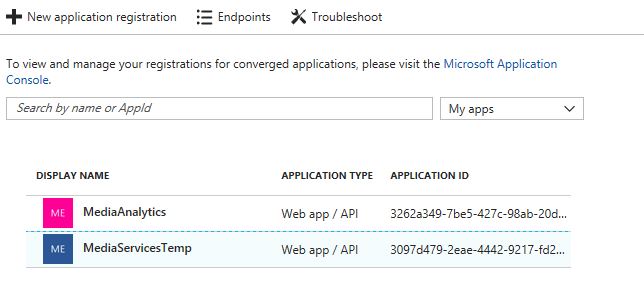 New application registration Endpoints Troubleshoot
To view and manage your registrations for converged applications, please visit the Microsoft Application
Console.
Search by name or AppId My apps
DISPLAY NAME APPLICATION TYPE APPLICATION ID
ME MediaAnalytics Web app / API 3262a349-7be5-427c-98ab-20d...
ME MediaServicesTemp Web app / API 3097d479-2eae-4442-9217-fd2...